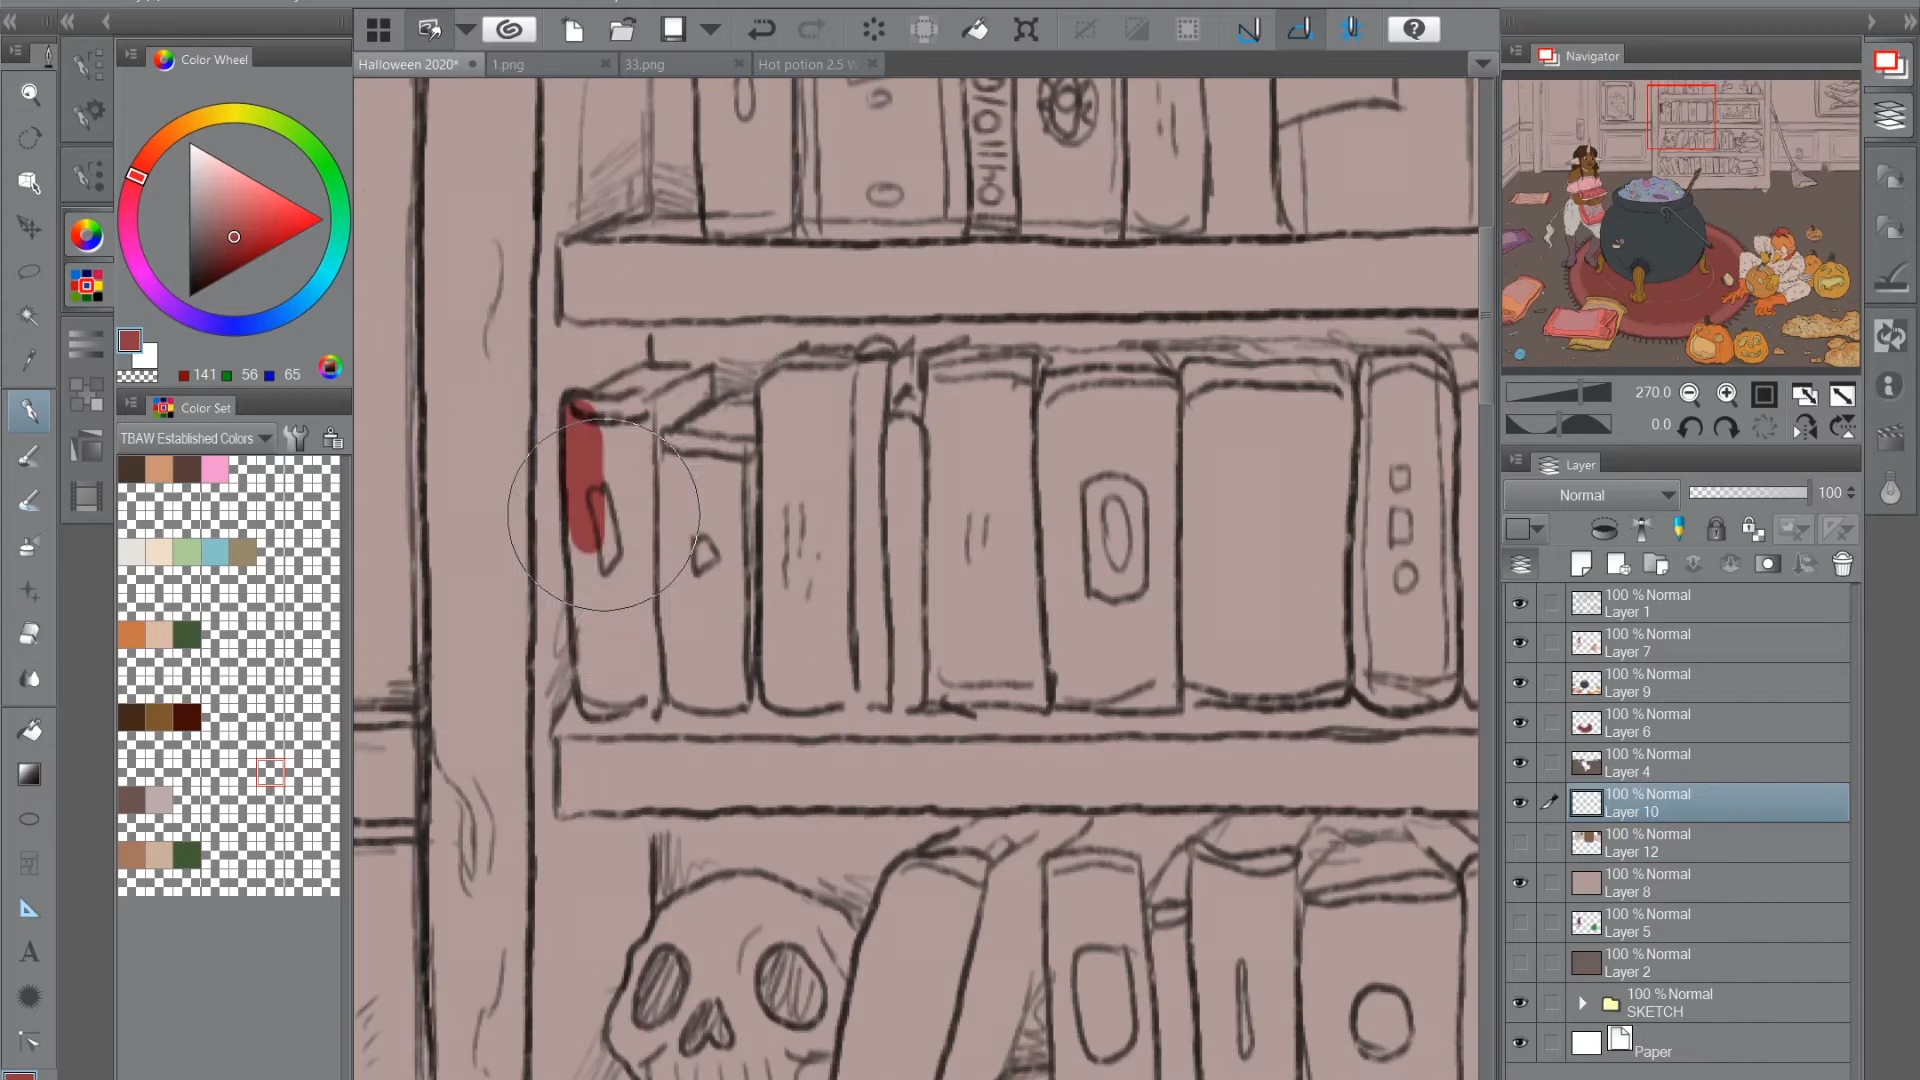 Color Wheel
Halloween 2020*
1.png
33.png
Hot potion 2.5 W
Navigator
141 56 65
Color Set
TBAW Established Colors
270.0
0.0
Layer
Normal
100
100 % Normal
Layer 1
100 % Normal
Layer 7
100 % Normal
Layer 9
100 % Normal
Layer 6
100 % Normal
Layer 4
100 % Normal
Layer 10
100 % Normal
Layer 12
100 % Normal
Layer 8
100 % Normal
Layer 5
100 % Normal
Layer 2
100 % Normal
SKETCH
Paper